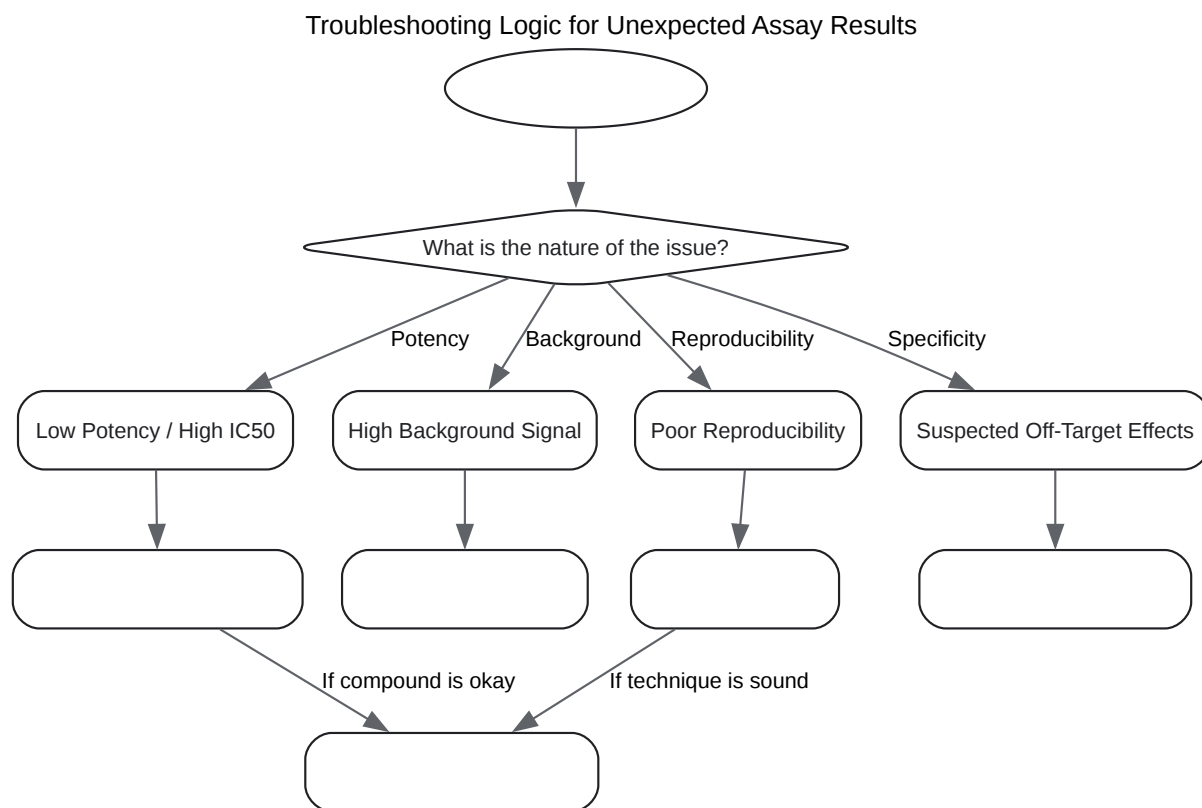 Troubleshooting Logic for Unexpected Assay Results
What is the nature of the issue?
Potency
Background
Reproducibility
Specificity
Low Potency / High IC50
High Background Signal
Poor Reproducibility
Suspected Off-Target Effects
If compound is okay
If technique is sound